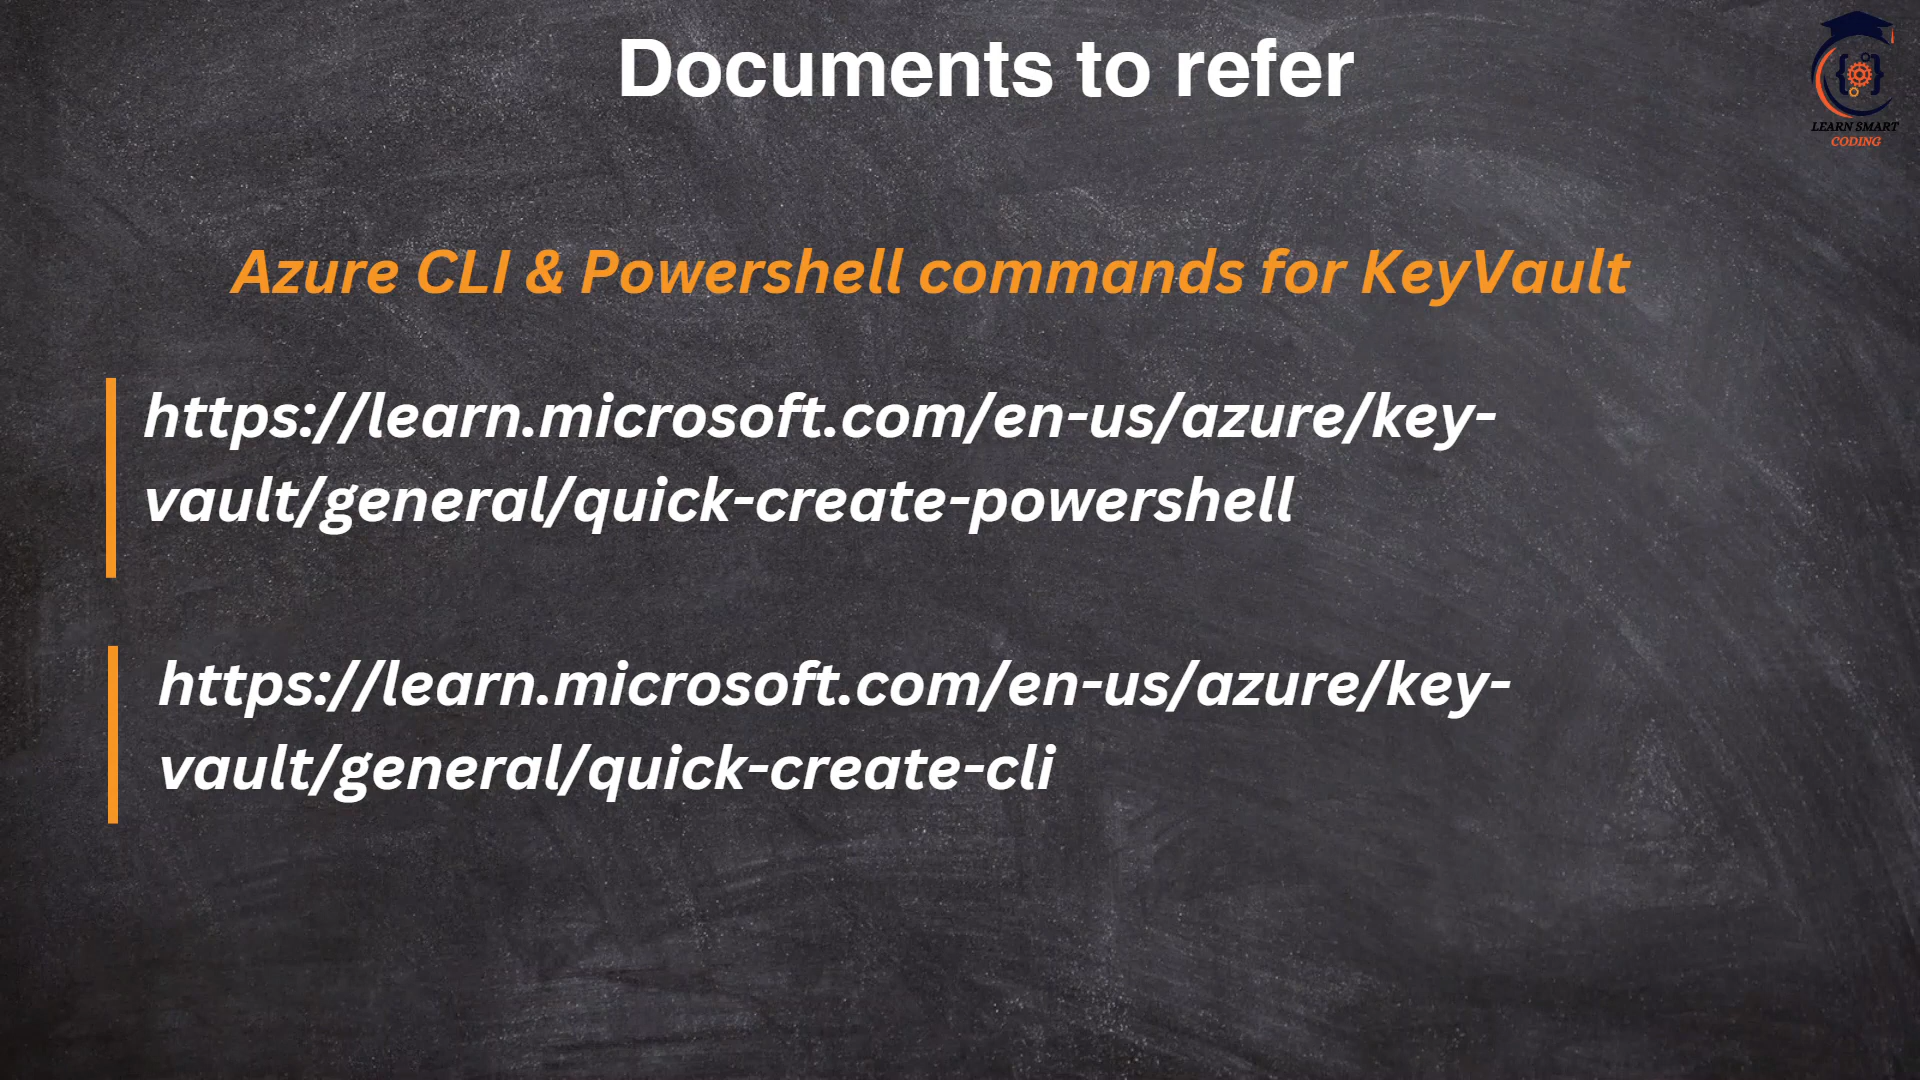 Documents to refer
LEARN SMART
CODING
Azure CLI & Powershell commands for KeyVault
https://learn.microsoft.com/en-us/azure/key-
vault/general/quick-create-powershell
https://learn.microsoft.com/en-us/azure/key-
vault/general/quick-create-cli